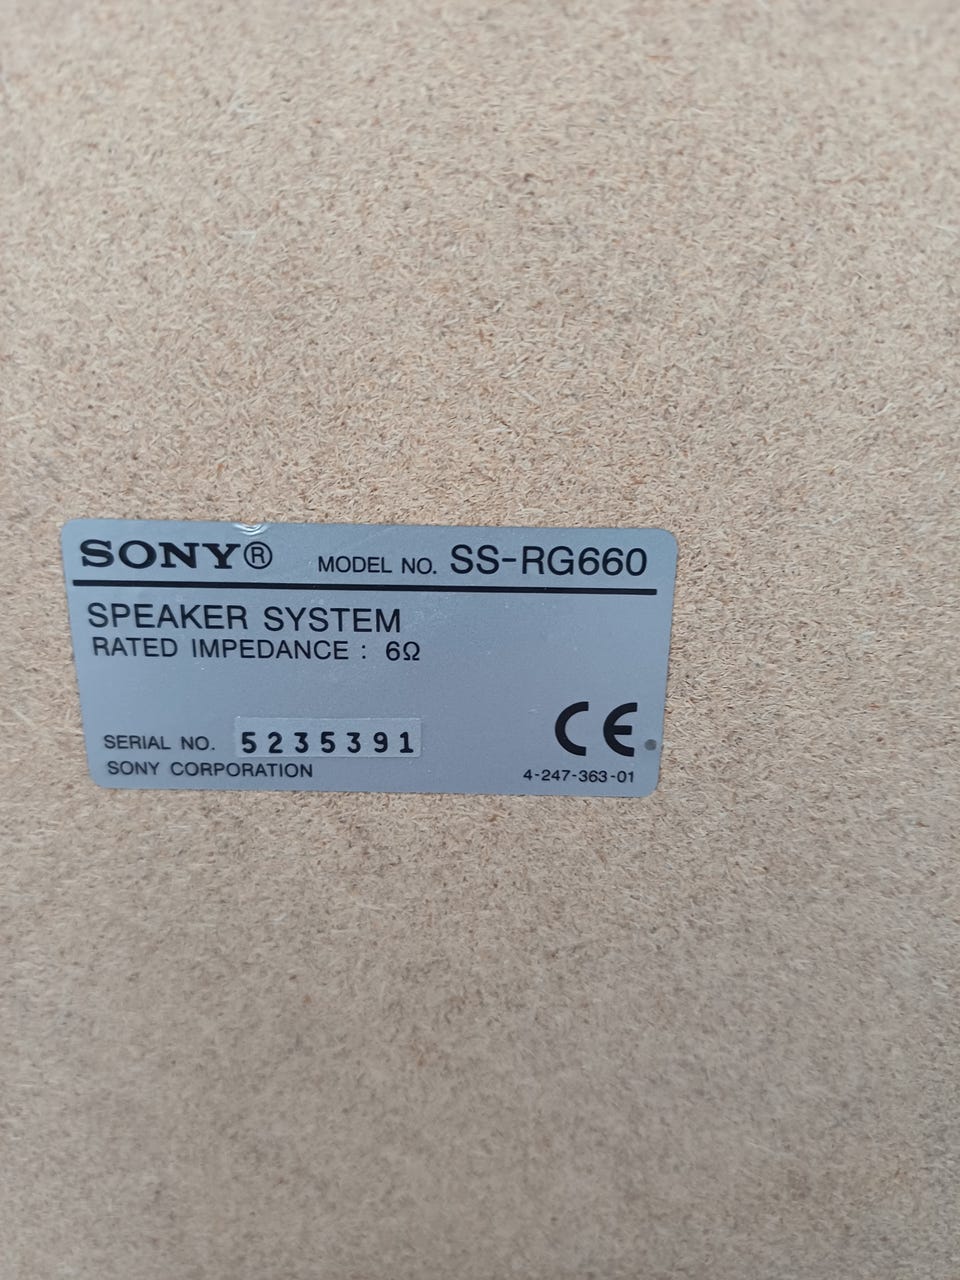 SONY® MODEL NO. SS-RG660
SPEAKER SYSTEM
RATED IMPEDANCE : 6Ω
SERIAL NO. 5235391
SONY CORPORATION
CE
4-247-363-01